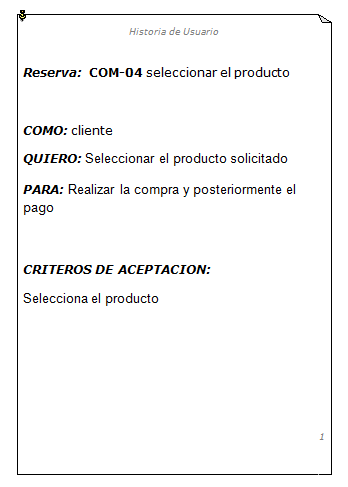 Historia de Usuario
Reserva: COM-04 seleccionar el producto
COMO: cliente
QUIERO: Seleccionar el producto solicitado
PARA: Realizar la compra y posteriormente el
pago
CRITEROS DE ACEPTACION:
Selecciona el producto
1